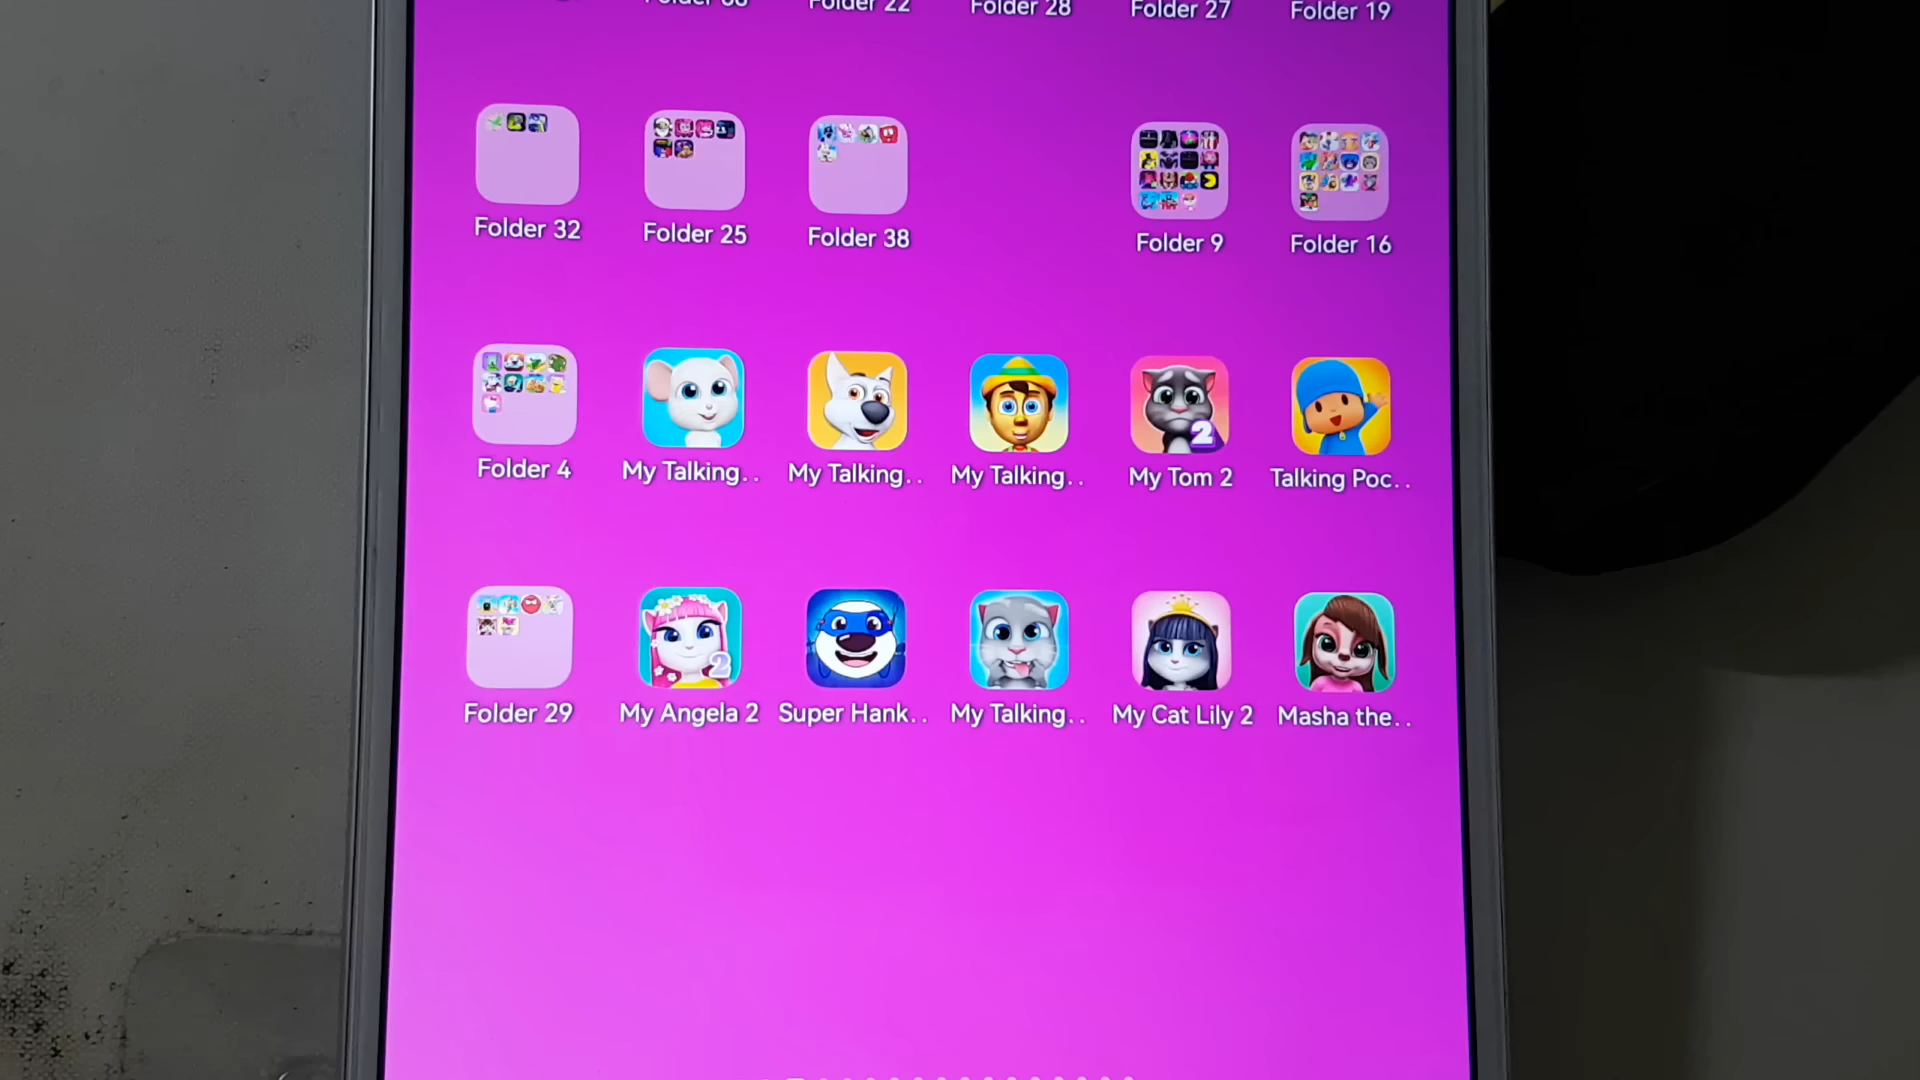 Folder 22
Folder 28
Folder 27
Folder 19
Folder 32
Folder 25
Folder 38
Folder 9
Folder 16
Folder 4
My Talking..
My Talking..
My Talking..
2
My Tom 2
Talking Poc..
Folder 29
2
My Angela 2
Super Hank..
My Talking..
My Cat Lily 2
Masha the..